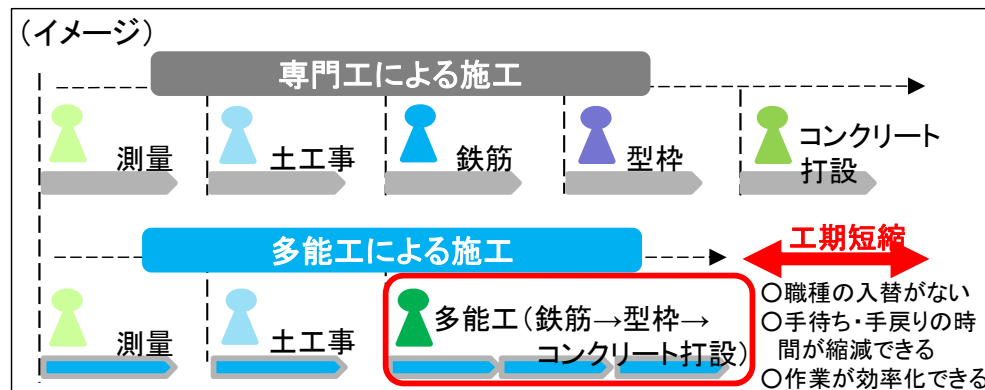 (イメージ)
専門工による施工
測量
土工事
鉄筋
型枠
コンクリート
打設
多能工による施工
工期短縮
測量
土工事
多能工(鉄筋→型枠→
コンクリート打設)
○職種の入替がない
○手待ち・手戻りの時
間が縮減できる
○作業が効率化できる